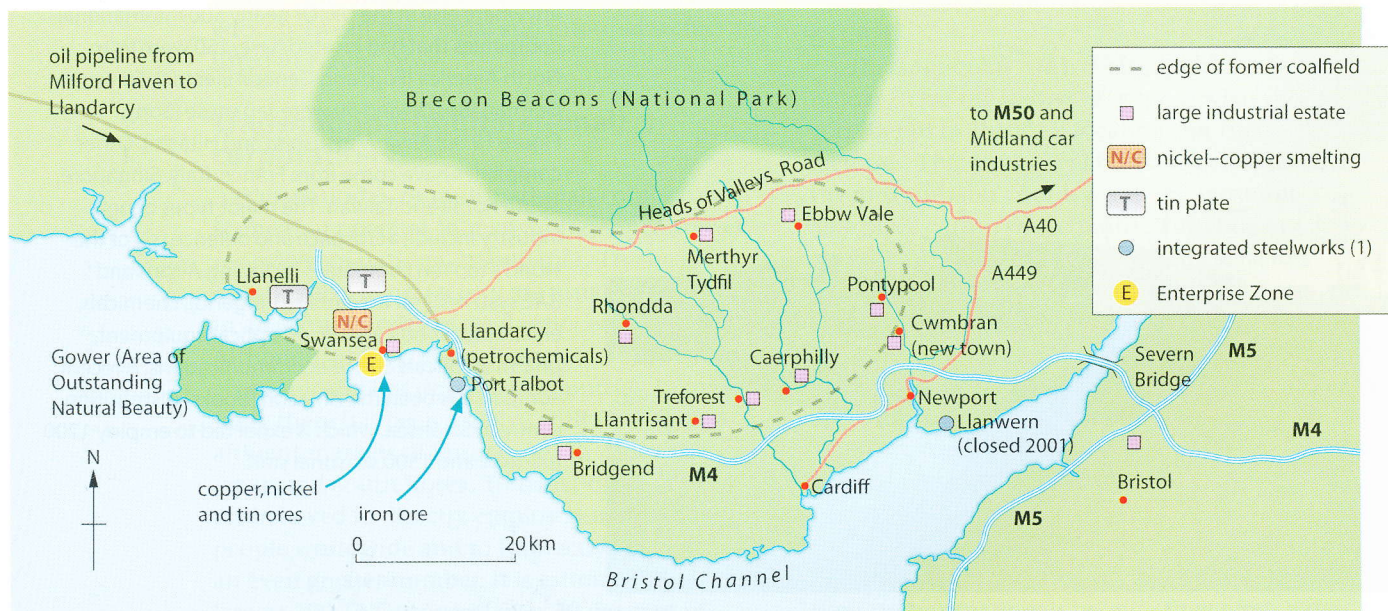 oil pipeline from
Milford Haven to
Llandarcy
Brecon Beacons (National Park)
to M50 and
Midland car
industries
edge of fomer coalfield
large industrial estate
N/C nickel–copper smelting
T tin plate
integrated steelworks (1)
E Enterprise Zone
Heads of Valleys Road
Ebbw Vale
A40
Merthyr
Tydfil
A449
Llanelli
T
T
Pontypool
Rhondda
N/C
Swansea
E
Llandarcy
(petrochemicals)
Cwmbran
(new town)
Caerphilly
Severn
Bridge
M5
Gower (Area of
Outstanding
Natural Beauty)
Port Talbot
Treforest
Newport
Llantrisant
Llanwern
(closed 2001)
M4
Bridgend
M4
N
copper, nickel
and tin ores
iron ore
Cardiff
Bristol
M5
0 20 km
Bristol Channel